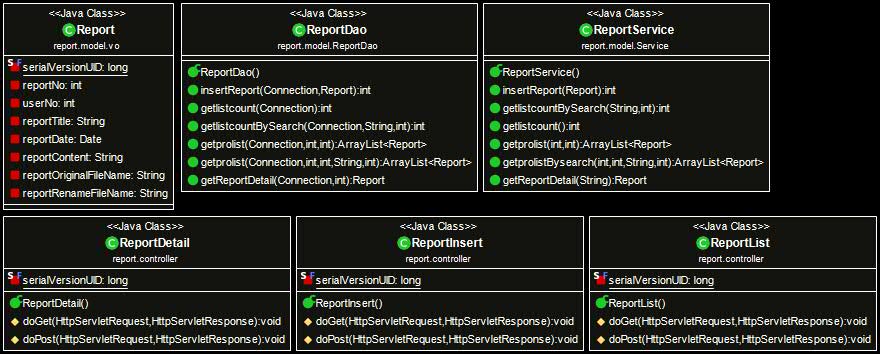 <<Java Class>>
Report
report.model.vo
serialVersionUID: long
reportNo: int
userNo: int
reportTitle: String
reportDate: Date
reportContent: String
reportOriginalFileName: String
reportRenameFileName: String
<<Java Class>>
ReportDao
report.model.ReportDao
ReportDao()
insertReport(Connection,Report):int
getlistcount(Connection):int
getlistcountBySearch(Connection,String,int):int
getprolist(Connection,int,int):ArrayList<Report>
getprolist(Connection,int,int,String,int):ArrayList<Report>
getReportDetail(Connection,int):Report
<<Java Class>>
ReportService
report.model.Service
ReportService()
insertReport(Report):int
getlistcountBySearch(String,int):int
getlistcount():int
getprolist(int,int):ArrayList<Report>
getprolistBysearch(int,int,String,int):ArrayList<Report>
getReportDetail(String):Report
<<Java Class>>
ReportDetail
report.controller
serialVersionUID: long
ReportDetail()
doGet(HttpServletRequest,HttpServletResponse):void
doPost(HttpServletRequest,HttpServletResponse):void
<<Java Class>>
ReportInsert
report.controller
serialVersionUID: long
ReportInsert()
doGet(HttpServletRequest,HttpServletResponse):void
doPost(HttpServletRequest,HttpServletResponse):void
<<Java Class>>
ReportList
report.controller
serialVersionUID: long
ReportList()
doGet(HttpServletRequest,HttpServletResponse):void
doPost(HttpServletRequest,HttpServletResponse):void